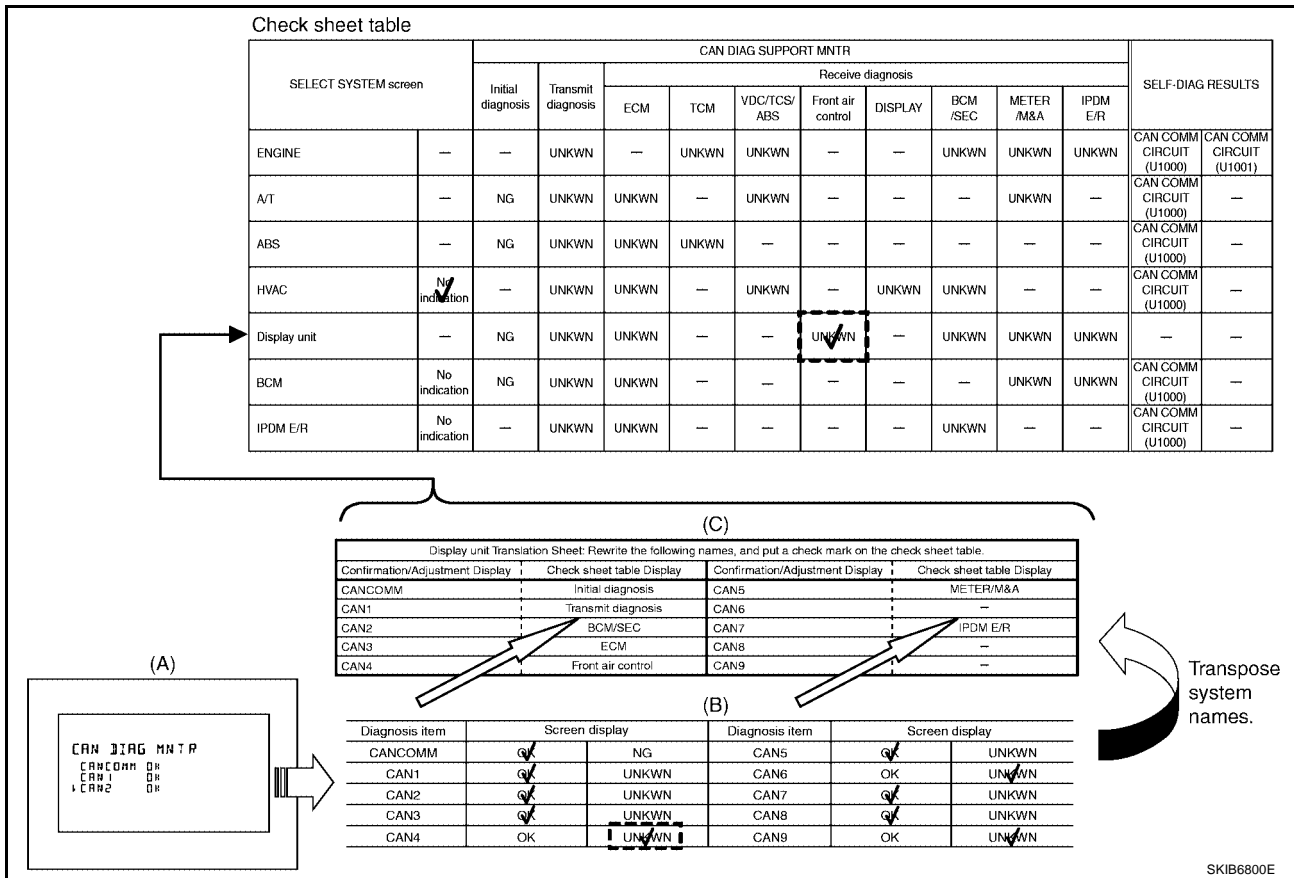 Check sheet table
SELECT SYSTEM screen
CAN DIAG SUPPORT MNTR
SELF-DIAG RESULTS
Initial diagnosis
Transmit diagnosis
Receive diagnosis
ECM TCM VDC/TCS/ABS Front air control DISPLAY BCM/SEC METER/M&A IPDM E/R
ENGINE — — UNKWN — UNKWN UNKWN — — UNKWN UNKWN UNKWN CAN COMM CIRCUIT (U1000) CAN COMM CIRCUIT (U1001)
A/T — NG UNKWN UNKWN — UNKWN — — — UNKWN — CAN COMM CIRCUIT (U1000) —
ABS — NG UNKWN UNKWN UNKWN — — — — — — CAN COMM CIRCUIT (U1000) —
HVAC No indication — UNKWN UNKWN — UNKWN — UNKWN UNKWN — — CAN COMM CIRCUIT (U1000) —
Display unit — NG UNKWN UNKWN — — UNKWN — UNKWN UNKWN UNKWN — —
BCM No indication NG UNKWN UNKWN — — — — — UNKWN UNKWN CAN COMM CIRCUIT (U1000) —
IPDM E/R No indication — UNKWN UNKWN — — — — UNKWN — — CAN COMM CIRCUIT (U1000) —
(C)
Display unit Translation Sheet: Rewrite the following names, and put a check mark on the check sheet table.
Confirmation/Adjustment Display Check sheet table Display Confirmation/Adjustment Display Check sheet table Display
CANCOMM Initial diagnosis CAN5 METER/M&A
CAN1 Transmit diagnosis CAN6 —
CAN2 BCM/SEC CAN7 IPDM E/R
CAN3 ECM CAN8 —
CAN4 Front air control CAN9 —
Transpose
system
names.
(A)
CAN DIAG MNTR
CANCOMM OK
CAN1 OK
CAN2 OK
(B)
Diagnosis item Screen display Diagnosis item Screen display
CANCOMM OK NG CAN5 OK UNKWN
CAN1 OK UNKWN CAN6 OK UNKWN
CAN2 OK UNKWN CAN7 OK UNKWN
CAN3 OK UNKWN CAN8 OK UNKWN
CAN4 OK UNKWN CAN9 OK UNKWN
SKIB6800E